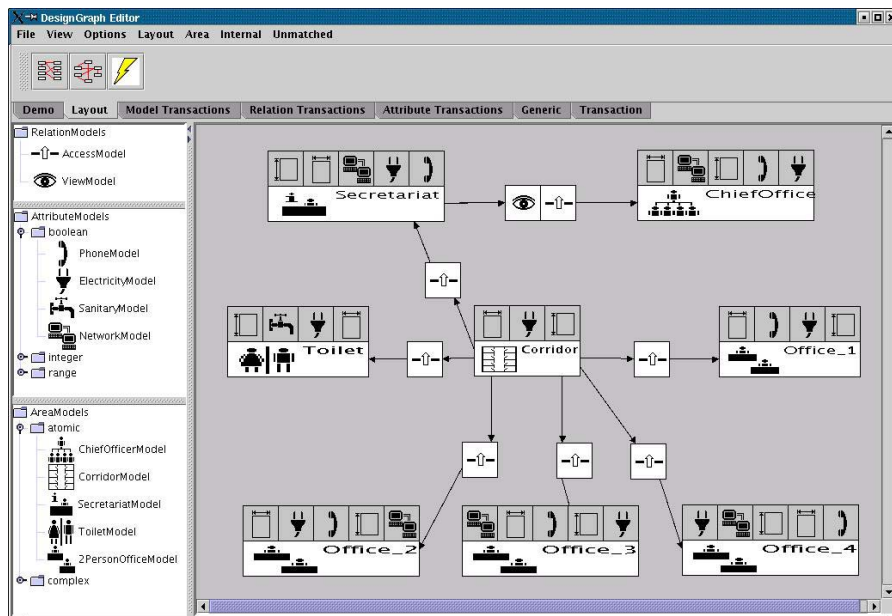 DesignGraph Editor
File View Options Layout Area Internal Unmatched
Demo Layout Model Transactions Relation Transactions Attribute Transactions Generic Transaction
RelationModels
AccessModel
ViewModel
AttributeModels
boolean
PhoneModel
ElectricityModel
SanitaryModel
NetworkModel
integer
range
AreaModels
atomic
ChiefOfficerModel
CorridorModel
SecretariatModel
ToiletModel
2PersonOfficeModel
complex
Secretariat
ChiefOffice
Toilet
Corridor
Office_1
Office_2
Office_3
Office_4